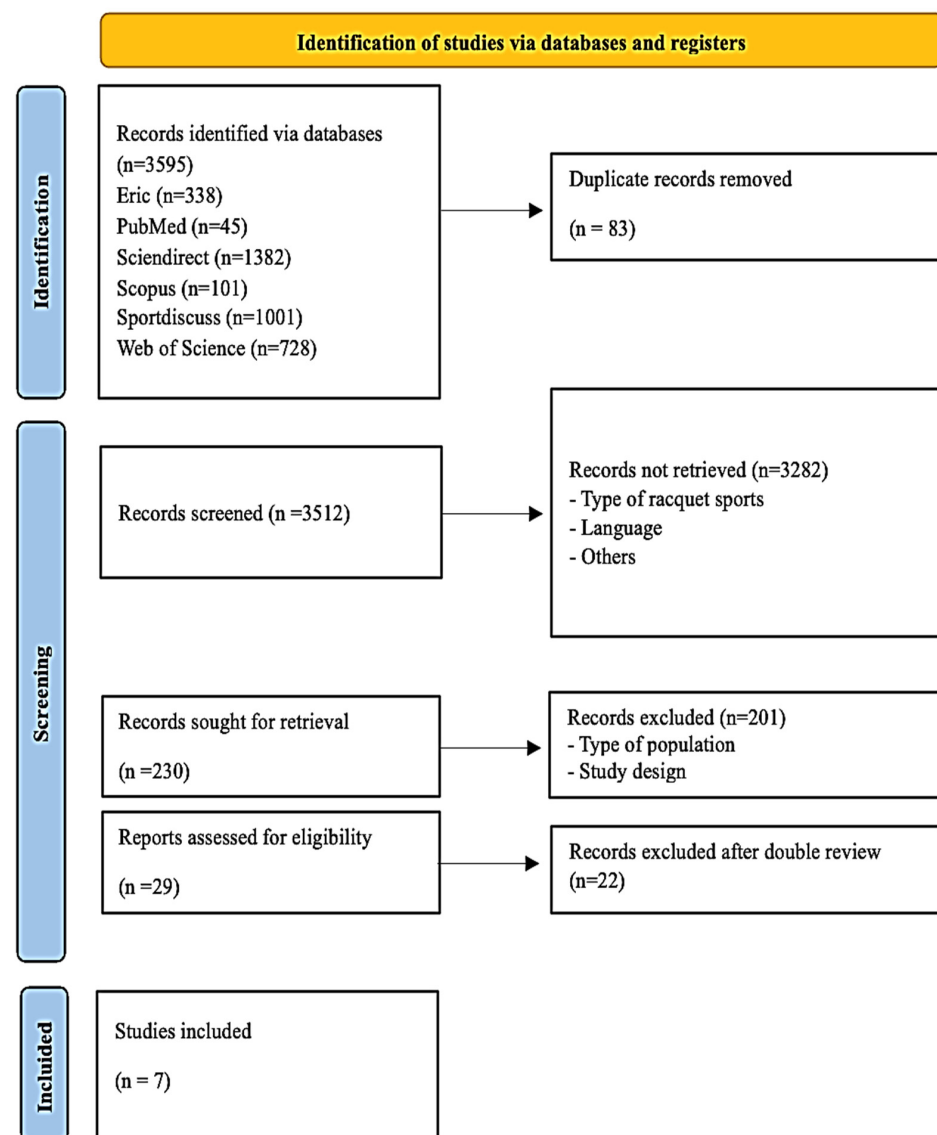 Identification of studies via databases and registers
Identification
Records identified via databases
(n=3595)
Eric (n=338)
PubMed (n=45)
Sciendirect (n=1382)
Scopus (n=101)
Sportdiscuss (n=1001)
Web of Science (n=728)
Duplicate records removed
(n = 83)
Screening
Records screened (n =3512)
Records not retrieved (n=3282)
- Type of racquet sports
- Language
- Others
Records sought for retrieval
(n =230)
Records excluded (n=201)
- Type of population
- Study design
Reports assessed for eligibility
(n =29)
Records excluded after double review
(n=22)
Incluided
Studies included
(n = 7)